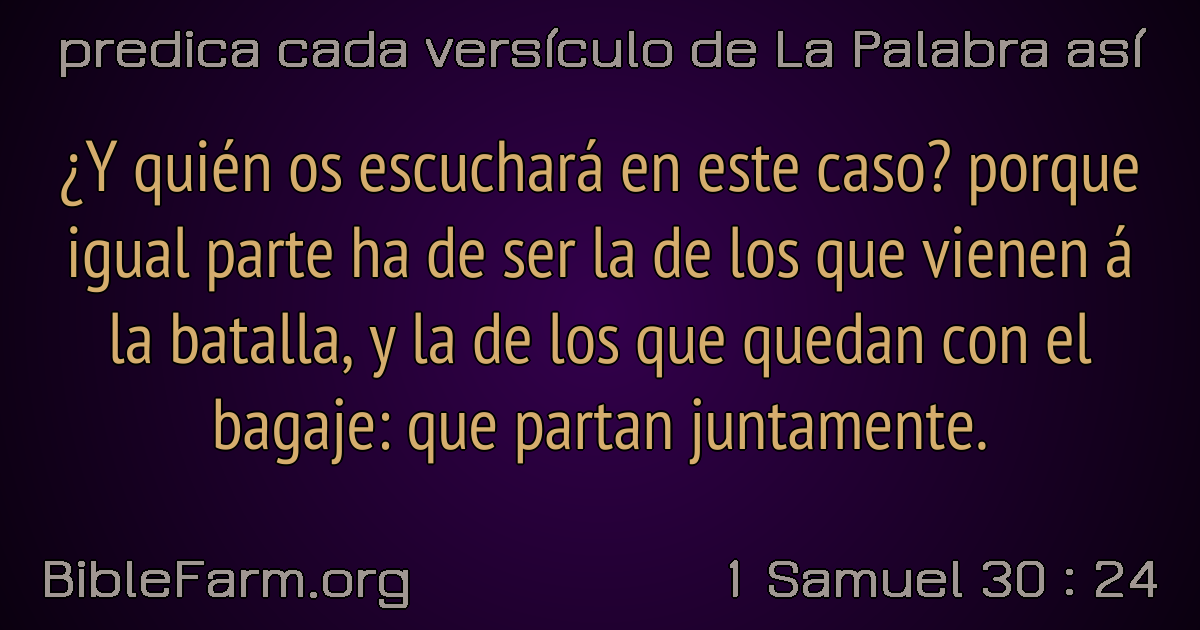 predica cada versículo de La Palabra así
¿Y quién os escuchará en este caso? porque
igual parte ha de ser la de los que vienen á
la batalla, y la de los que quedan con el
bagaje: que partan juntamente.
BibleFarm.org
1 Samuel 30 : 24